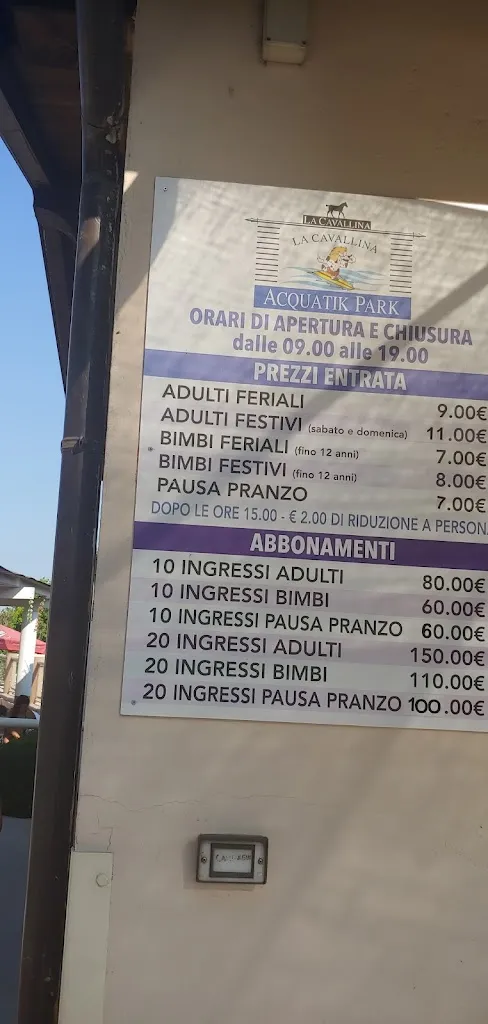 LA CAVALLINA
LA CAVALLINA
ACQUATIK PARK
ORARI DI APERTURA E CHIUSURA
dalle 09.00 alle 19.00
PREZZI ENTRATA
ADULTI FERIALI 9.00€
ADULTI FESTIVI (sabato e domenica) 11.00€
BIMBI FERIALI (fino 12 anni) 7.00€
BIMBI FESTIVI (fino 12 anni) 8.00€
PAUSA PRANZO 7.00€
DOPO LE ORE 15.00 - € 2.00 DI RIDUZIONE A PERSONA
ABBONAMENTI
10 INGRESSI ADULTI 80.00€
10 INGRESSI BIMBI 60.00€
10 INGRESSI PAUSA PRANZO 60.00€
20 INGRESSI ADULTI 150.00€
20 INGRESSI BIMBI 110.00€
20 INGRESSI PAUSA PRANZO 100.00€